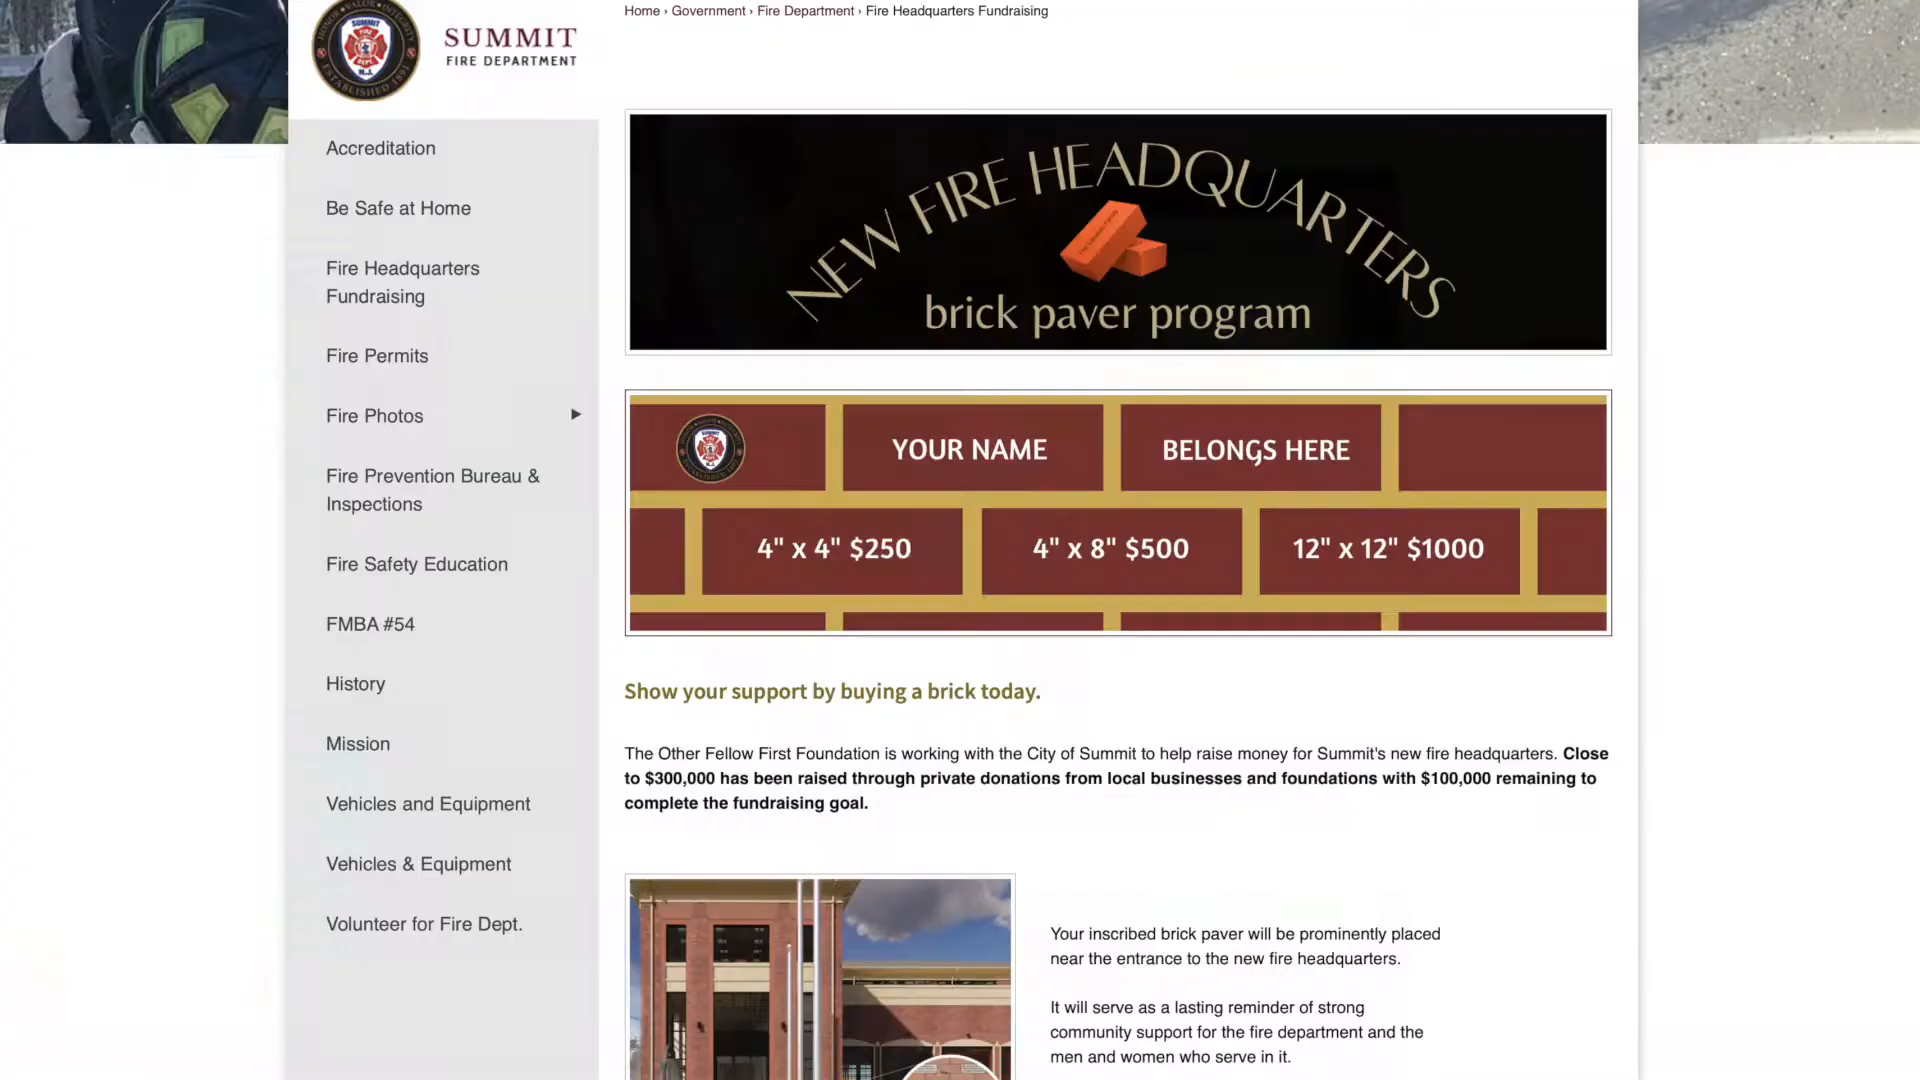 Home › Government › Fire Department › Fire Headquarters Fundraising
HONOR • VALOR • INTEGRITY
SUMMIT
FIRE
DEPT.
N.J.
ESTABLISHED 1891
SUMMIT
FIRE DEPARTMENT
Accreditation
Be Safe at Home
Fire Headquarters
Fundraising
Fire Permits
Fire Photos
Fire Prevention Bureau &
Inspections
Fire Safety Education
FMBA #54
History
Mission
Vehicles and Equipment
Vehicles & Equipment
Volunteer for Fire Dept.
NEW FIRE HEADQUARTERS
brick paver program
YOUR NAME
BELONGS HERE
4" x 4" $250
4" x 8" $500
12" x 12" $1000
Show your support by buying a brick today.
The Other Fellow First Foundation is working with the City of Summit to help raise money for Summit's new fire headquarters. Close
to $300,000 has been raised through private donations from local businesses and foundations with $100,000 remaining to
complete the fundraising goal.
Your inscribed brick paver will be prominently placed
near the entrance to the new fire headquarters.
It will serve as a lasting reminder of strong
community support for the fire department and the
men and women who serve in it.